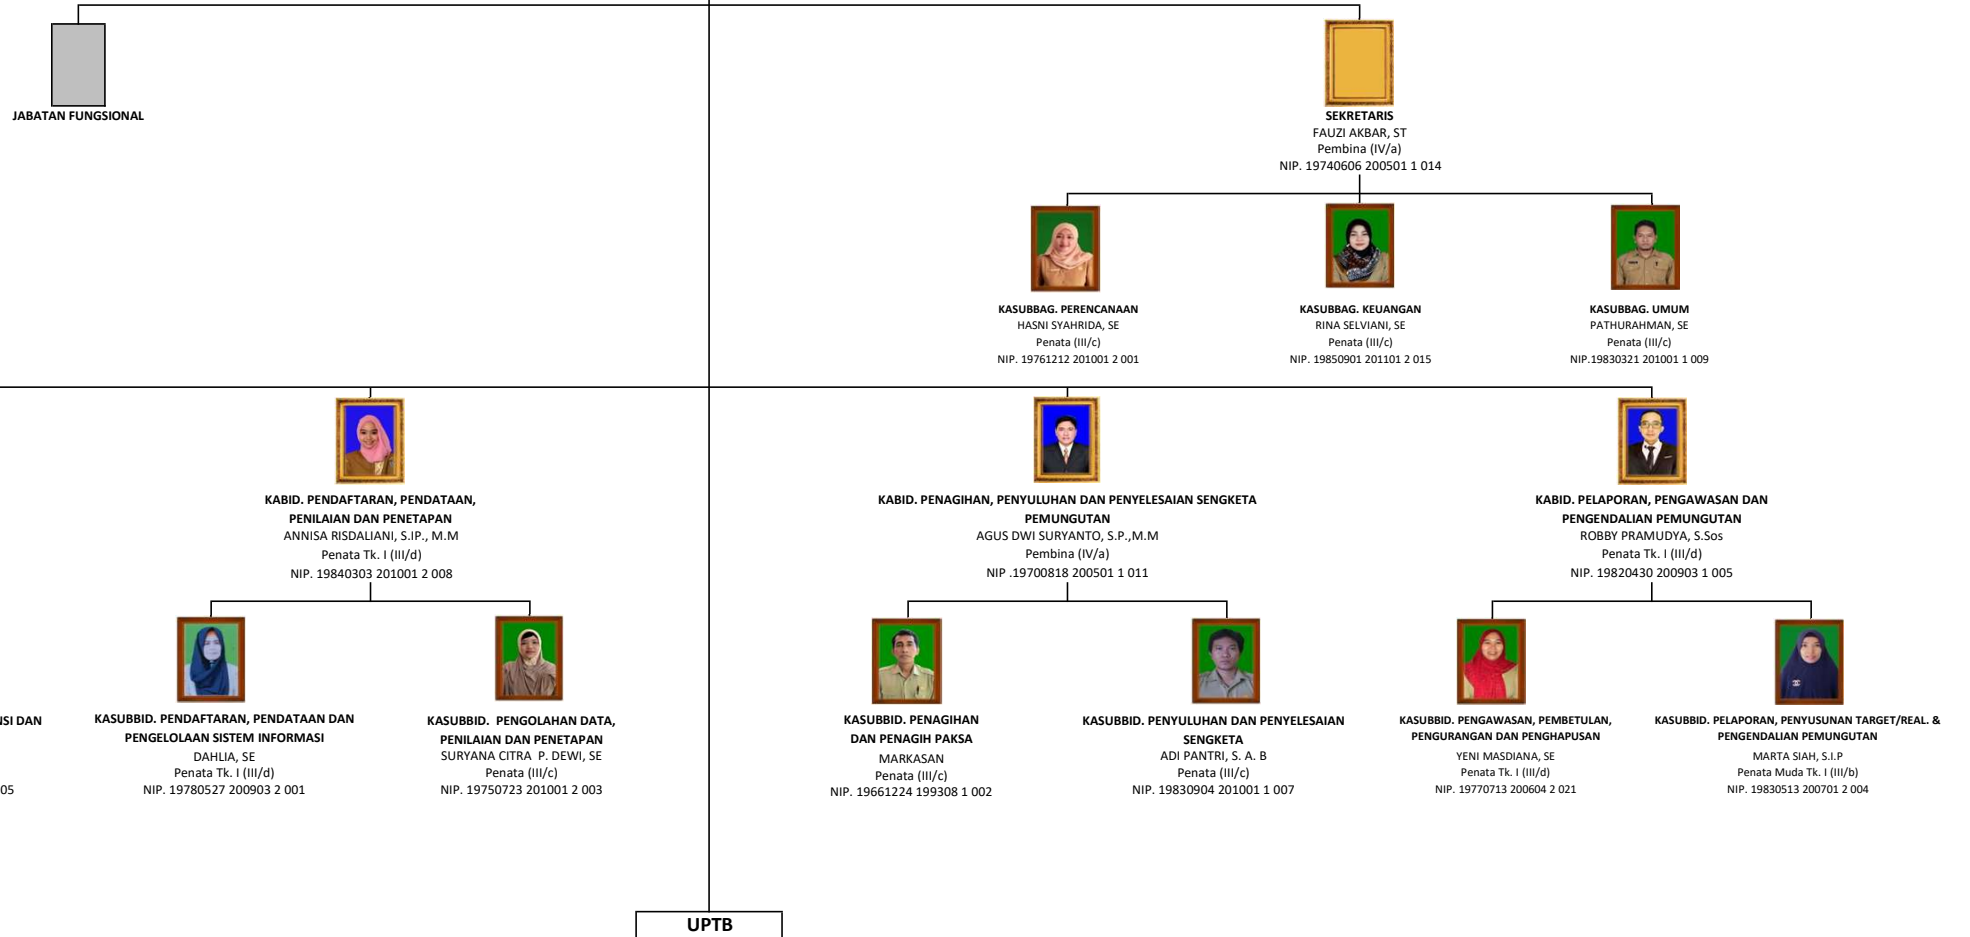 JABATAN FUNGSIONAL
SEKRETARIS
FAUZI AKBAR, ST
Pembina (IV/a)
NIP. 19740606 200501 1 014
KASUBBAG. PERENCANAAN
HASNI SYAHRIDA, SE
Penata (III/c)
NIP. 19761212 201001 2 001
KASUBBAG. KEUANGAN
RINA SELVIANI, SE
Penata (III/c)
NIP. 19850901 201101 2 015
KASUBBAG. UMUM
PATHURAHMAN, SE
Penata (III/c)
NIP.19830321 201001 1 009
KABID. PENDAFTARAN, PENDATAAN,
PENILAIAN DAN PENETAPAN
ANNISA RISDALIANI, S.IP., M.M
Penata Tk. I (III/d)
NIP. 19840303 201001 2 008
KABID. PENAGIHAN, PENYULUHAN DAN PENYELESAIAN SENGKETA
PEMUNGUTAN
AGUS DWI SURYANTO, S.P.,M.M
Pembina (IV/a)
NIP .19700818 200501 1 011
KABID. PELAPORAN, PENGAWASAN DAN
PENGENDALIAN PEMUNGUTAN
ROBBY PRAMUDYA, S.Sos
Penata Tk. I (III/d)
NIP. 19820430 200903 1 005
NSI DAN
05
KASUBBID. PENDAFTARAN, PENDATAAN DAN
PENGELOLAAN SISTEM INFORMASI
DAHLIA, SE
Penata Tk. I (III/d)
NIP. 19780527 200903 2 001
KASUBBID. PENGOLAHAN DATA,
PENILAIAN DAN PENETAPAN
SURYANA CITRA P. DEWI, SE
Penata (III/c)
NIP. 19750723 201001 2 003
KASUBBID. PENAGIHAN
DAN PENAGIH PAKSA
MARKASAN
Penata (III/c)
NIP. 19661224 199308 1 002
KASUBBID. PENYULUHAN DAN PENYELESAIAN
SENGKETA
ADI PANTRI, S. A. B
Penata (III/c)
NIP. 19830904 201001 1 007
KASUBBID. PENGAWASAN, PEMBETULAN,
PENGURANGAN DAN PENGHAPUSAN
YENI MASDIANA, SE
Penata Tk. I (III/d)
NIP. 19770713 200604 2 021
KASUBBID. PELAPORAN, PENYUSUNAN TARGET/REAL. &
PENGENDALIAN PEMUNGUTAN
MARTA SIAH, S.I.P
Penata Muda Tk. I (III/b)
NIP. 19830513 200701 2 004
UPTB